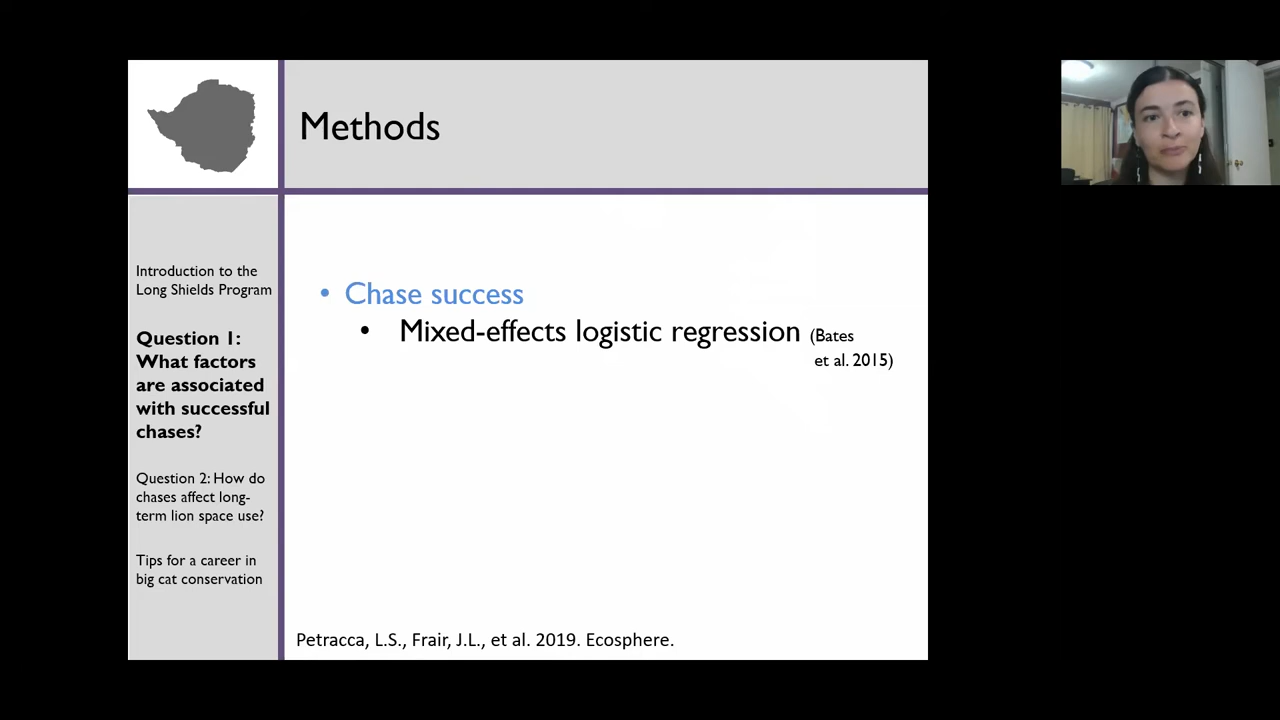 Methods
Introduction to the
Long Shields Program
Question 1:
What factors
are associated
with successful
chases?
Question 2: How do
chases affect long-
term lion space use?
Tips for a career in
big cat conservation
• Chase success
• Mixed-effects logistic regression (Bates
et al. 2015)
Petracca, L.S., Frair, J.L., et al. 2019. Ecosphere.